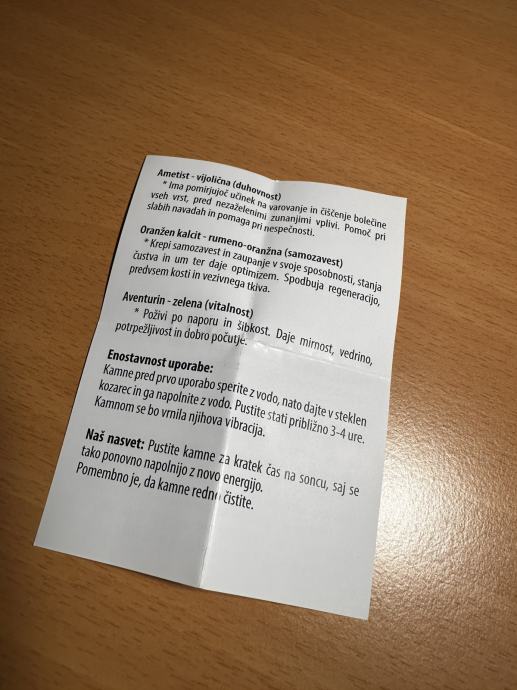 Ametist - vijolična (duhovnost)
* Ima pomirjujoč učinek na varovanje in čiščenje bolečine
vseh vrst, pred nezaželenimi zunanjimi vplivi. Pomoč pri
slabih navadah in pomaga pri nespečnosti.
Oranžen kalcit - rumeno-oranžna (samozavest)
* Krepi samozavest in zaupanje v svoje sposobnosti, stanja
čustva in um ter daje optimizem. Spodbuja regeneracijo,
predvsem kosti in vezivnega tkiva.
Aventurin - zelena (vitalnost)
* Poživi po naporu in šibkost. Daje mirnost, vedrino,
potrpežljivost in dobro počutje.
Enostavnost uporabe:
Kamne pred prvo uporabo sperite z vodo, nato dajte v steklen
kozarec in ga napolnite z vodo. Pustite stati približno 3-4 ure.
Kamnom se bo vrnila njihova vibracija.
Naš nasvet: Pustite kamne za kratek čas na soncu, saj se
tako ponovno napolnijo z novo energijo.
Pomembno je, da kamne redno čistite.